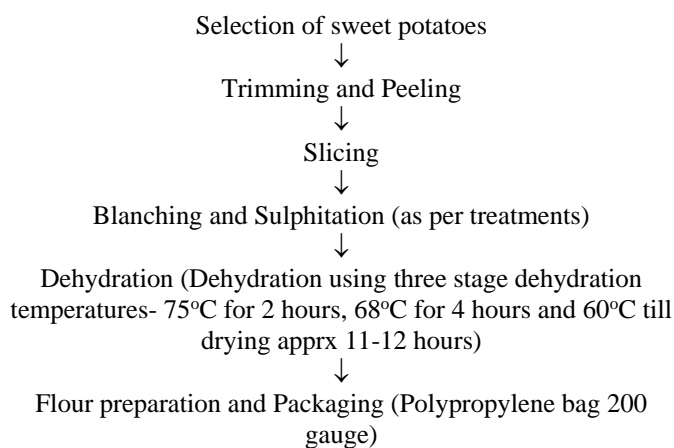 Selection of sweet potatoes
↓
Trimming and Peeling
↓
Slicing
↓
Blanching and Sulphitation (as per treatments)
↓
Dehydration (Dehydration using three stage dehydration
temperatures- 75°C for 2 hours, 68°C for 4 hours and 60°C till
drying apprx 11-12 hours)
↓
Flour preparation and Packaging (Polypropylene bag 200
gauge)